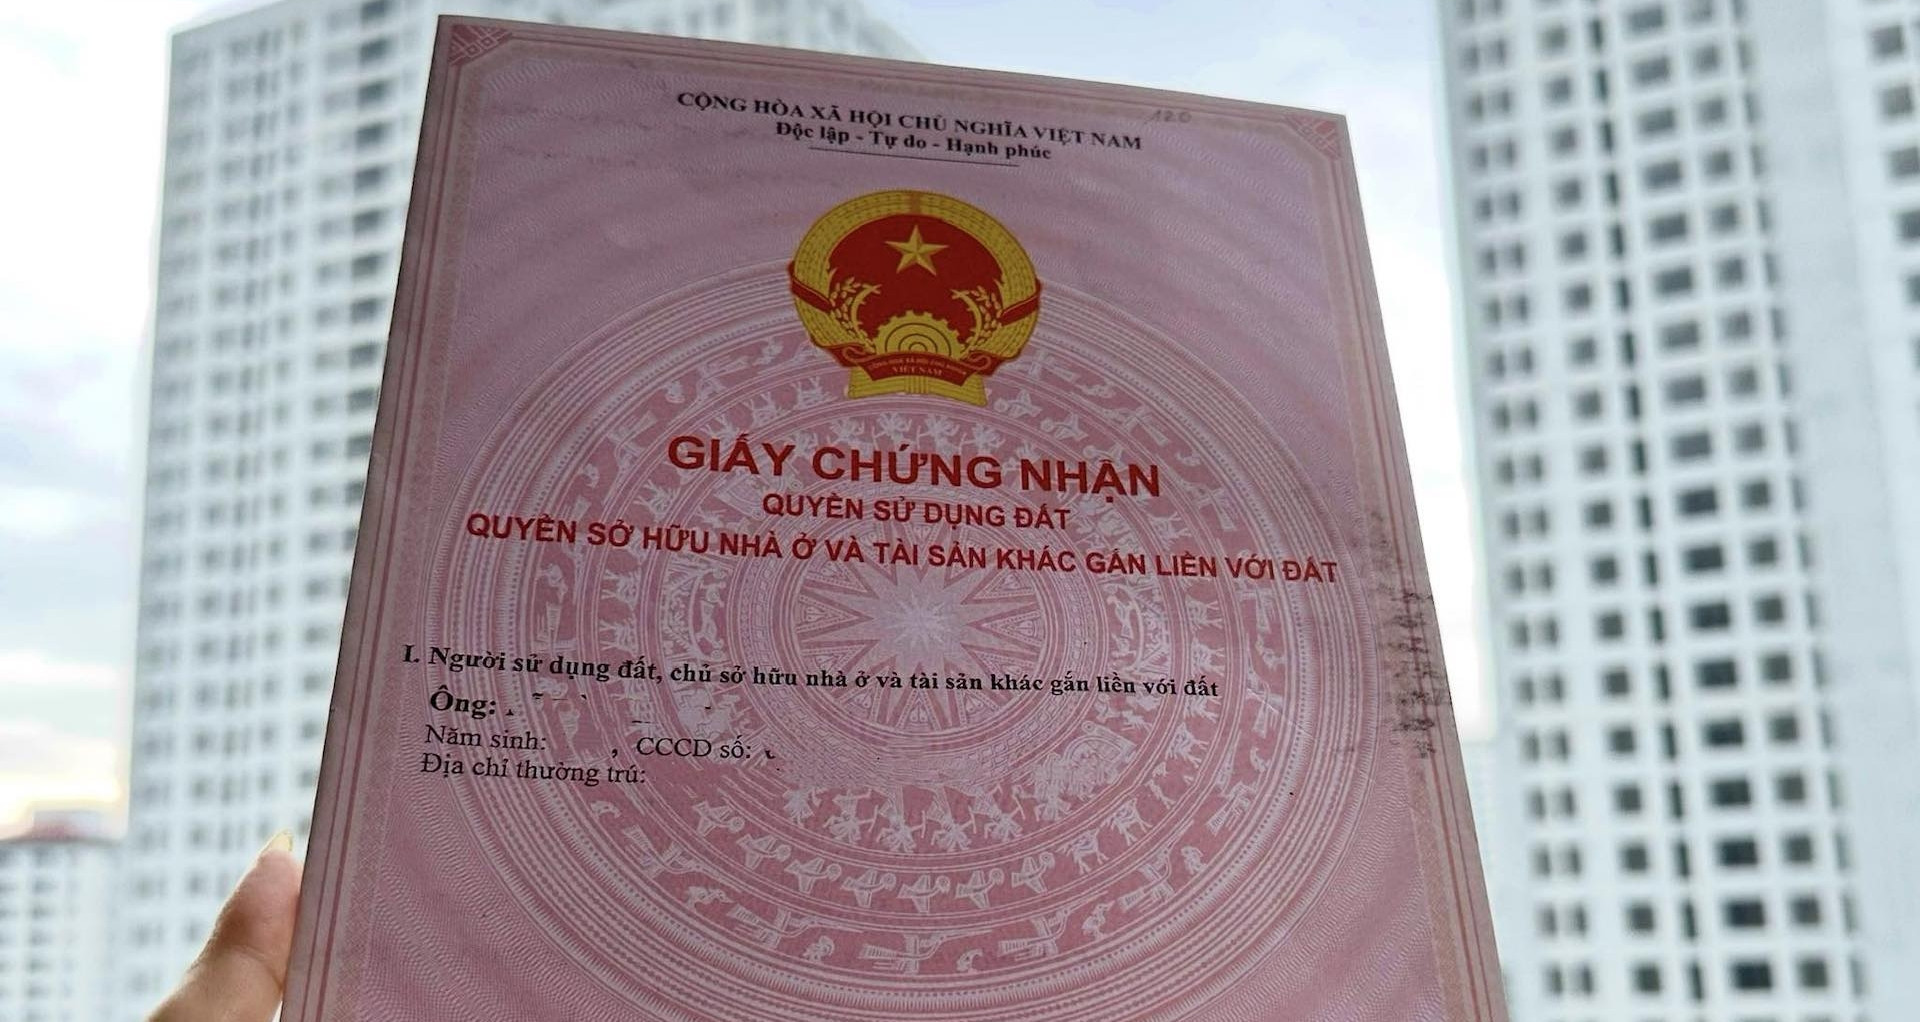 120
CỘNG HÒA XÃ HỘI CHỦ NGHĨA VIỆT NAM
Độc lập - Tự do - Hạnh phúc
VIỆT NAM
GIẤY CHỨNG NHẬN
QUYỀN SỬ DỤNG ĐẤT
QUYỀN SỞ HỮU NHÀ Ở VÀ TÀI SẢN KHÁC GẮN LIỀN VỚI ĐẤT
I. Người sử dụng đất, chủ sở hữu nhà ở và tài sản khác gắn liền với đất
Ông:
Năm sinh: , CCCD số:
Địa chỉ thường trú: